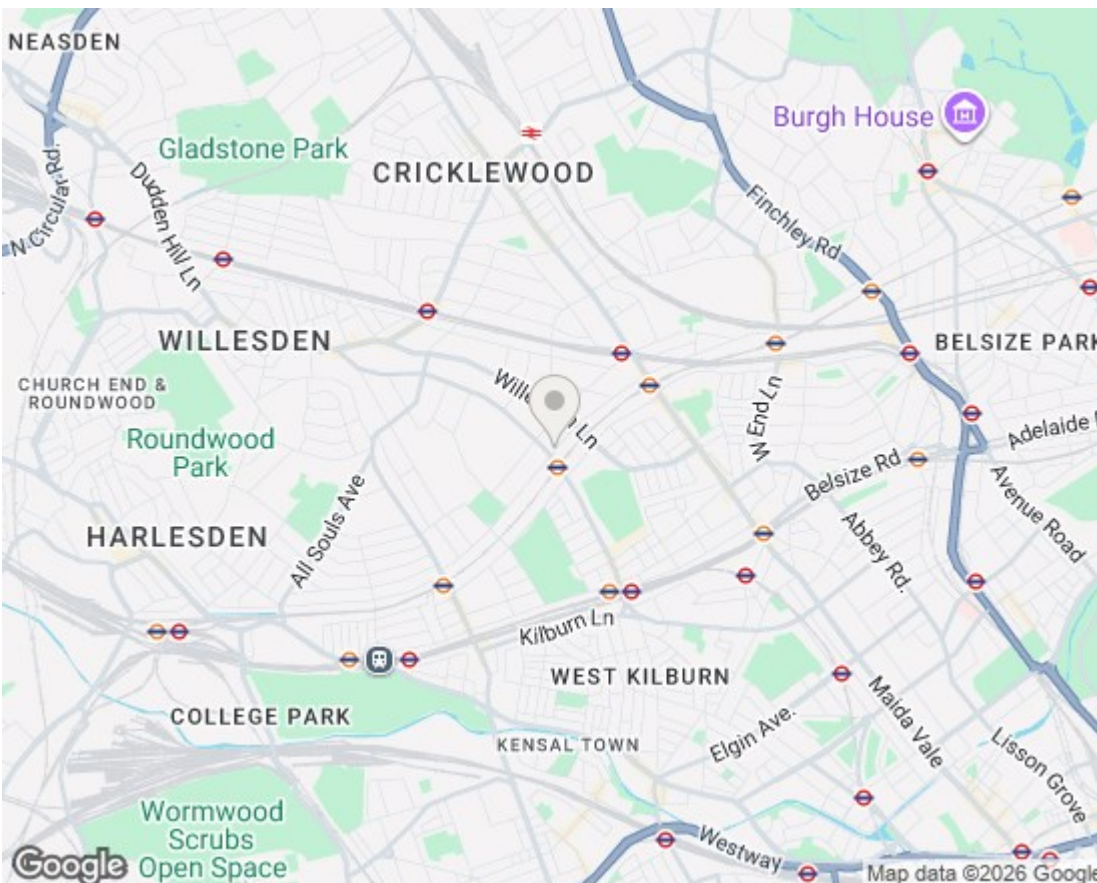 NEASDEN
Burgh House
Gladstone Park
CRICKLEWOOD
N Circular Rd.
Dudden Hill Ln
Finchley Rd
WILLESDEN
BELSIZE PARK
CHURCH END &
ROUNDWOOD
W End Ln
Adelaide
Roundwood
Park
Belsize Rd
Avenue Road
All Souls Ave
Abbey Rd.
HARLESDEN
Kilburn Ln
WEST KILBURN
Maida Vale
COLLEGE PARK
Elgin Ave.
KENSAL TOWN
Lisson Grove
Wormwood
Scrubs
Open Space
Westway
Google
Map data ©2026 Google